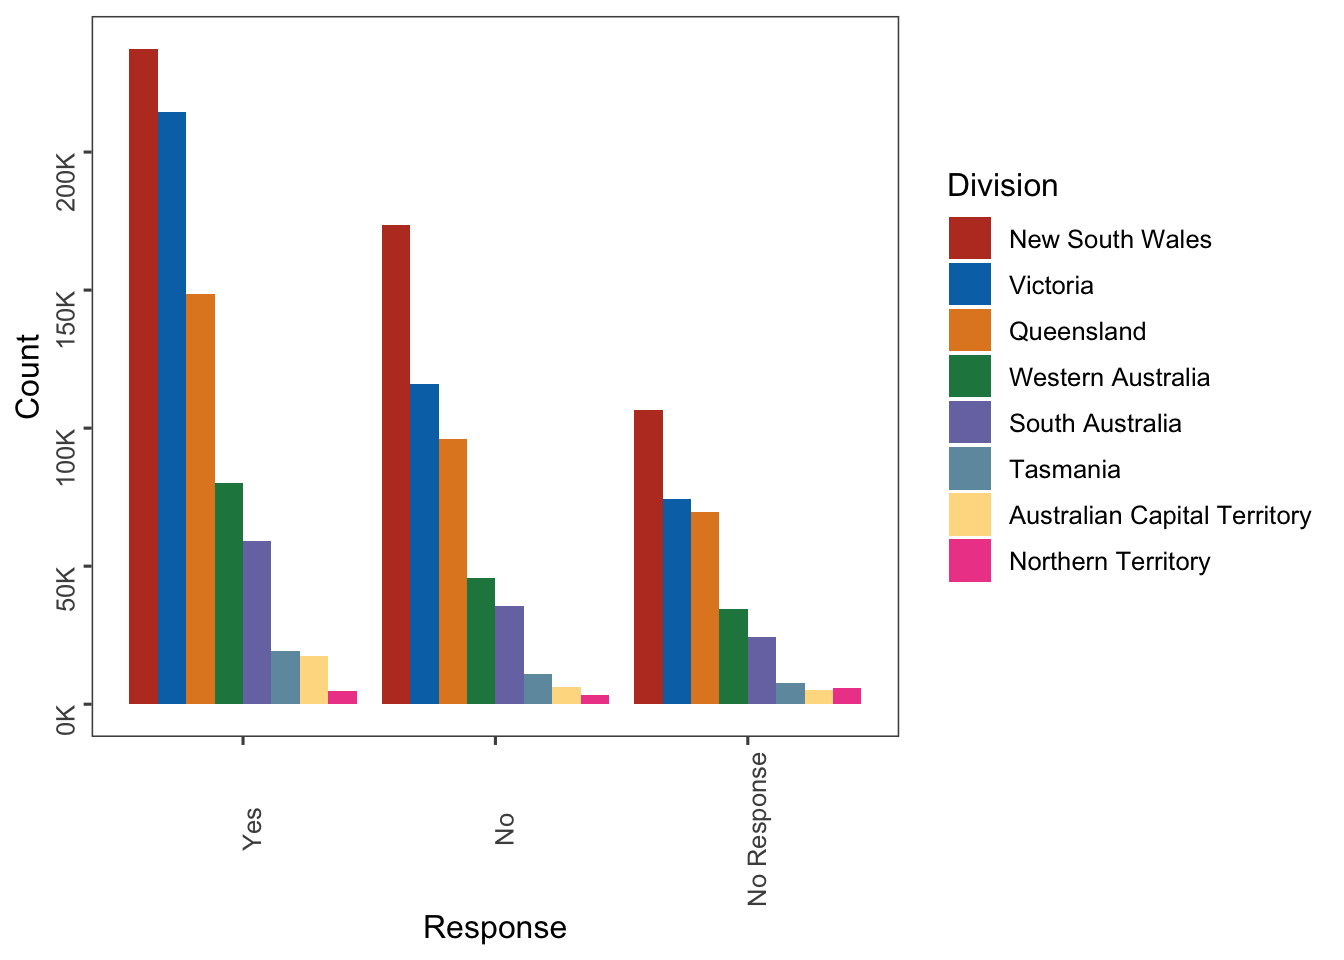 Count
200K
150K
100K
50K
0K
Yes
No
No Response
Response
Division
New South Wales
Victoria
Queensland
Western Australia
South Australia
Tasmania
Australian Capital Territory
Northern Territory